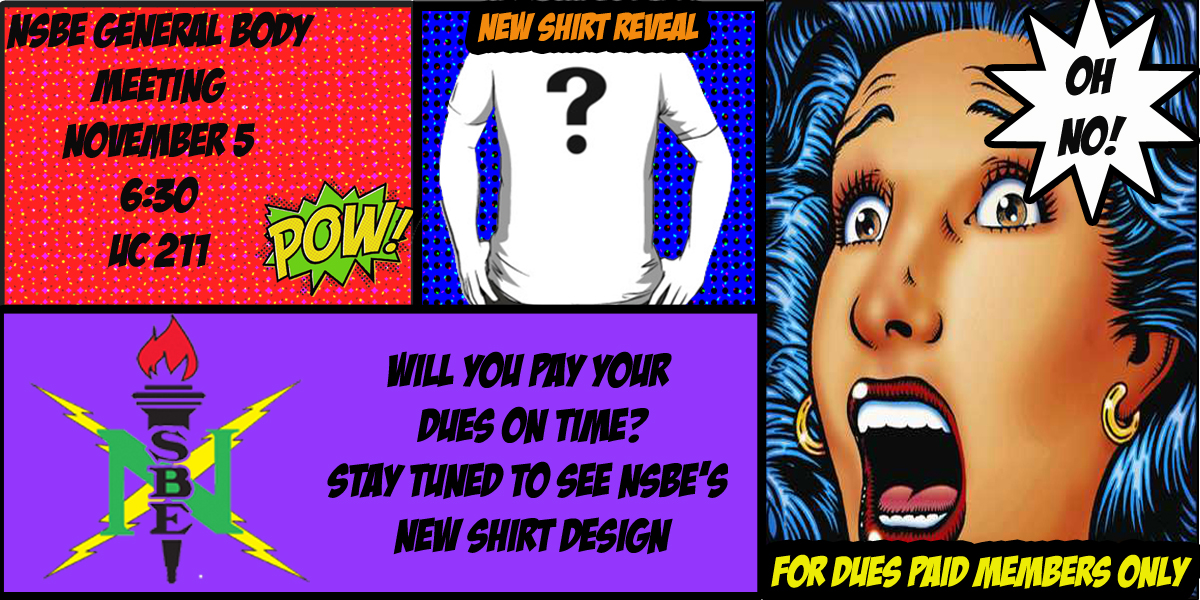 NSBE GENERAL BODY
MEETING
NOVEMBER 5
6:30
UC 211
POW!
NEW SHIRT REVEAL
?
OH
NO!
NSBE
WILL YOU PAY YOUR
DUES ON TIME?
STAY TUNED TO SEE NSBE'S
NEW SHIRT DESIGN
FOR DUES PAID MEMBERS ONLY